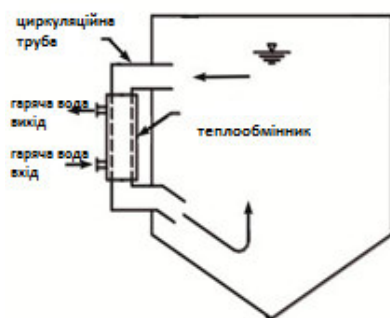 циркуляційна
труба
гаряча вода
вихід
теплообмінник
гаряча вода
вхід